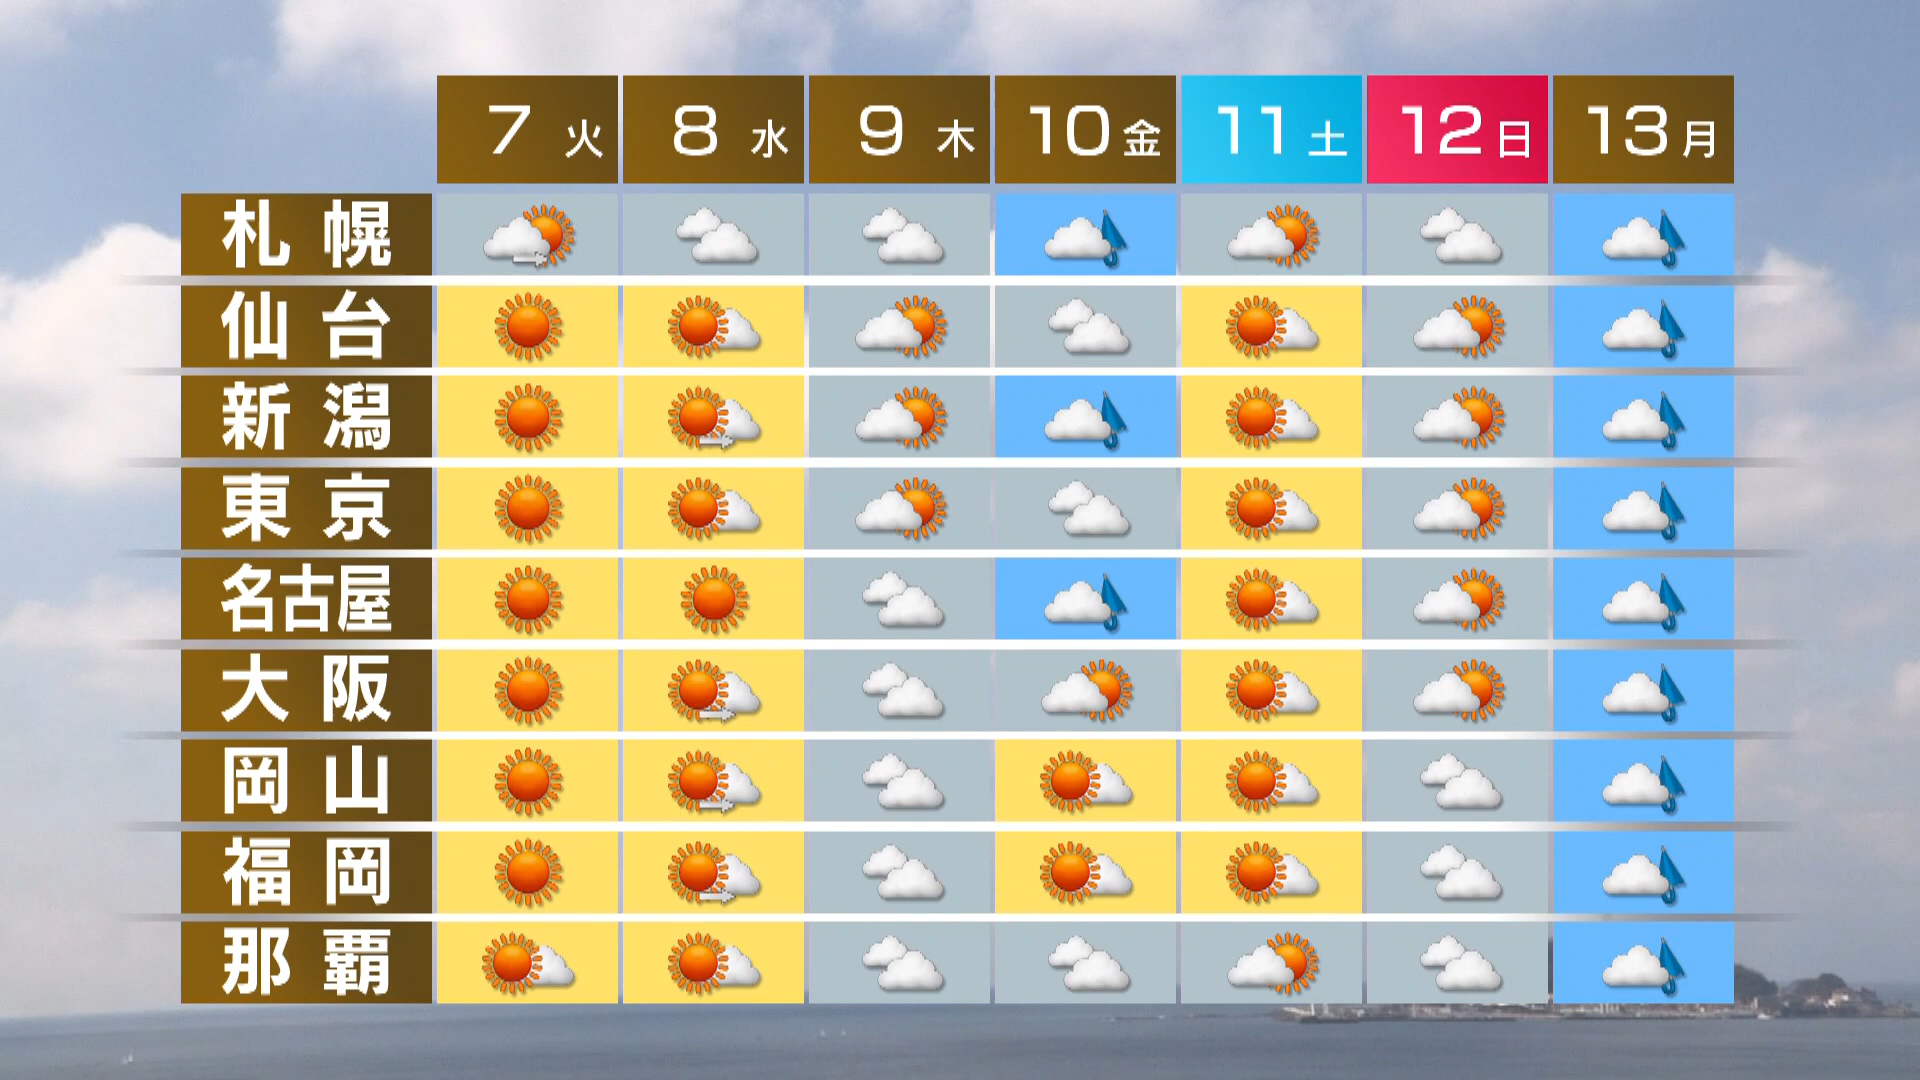 7 火 8 水 9 木 10 金 11 土 12 日 13 月
札幌
仙台
新潟
東京
名古屋
大阪
岡山
福岡
那覇